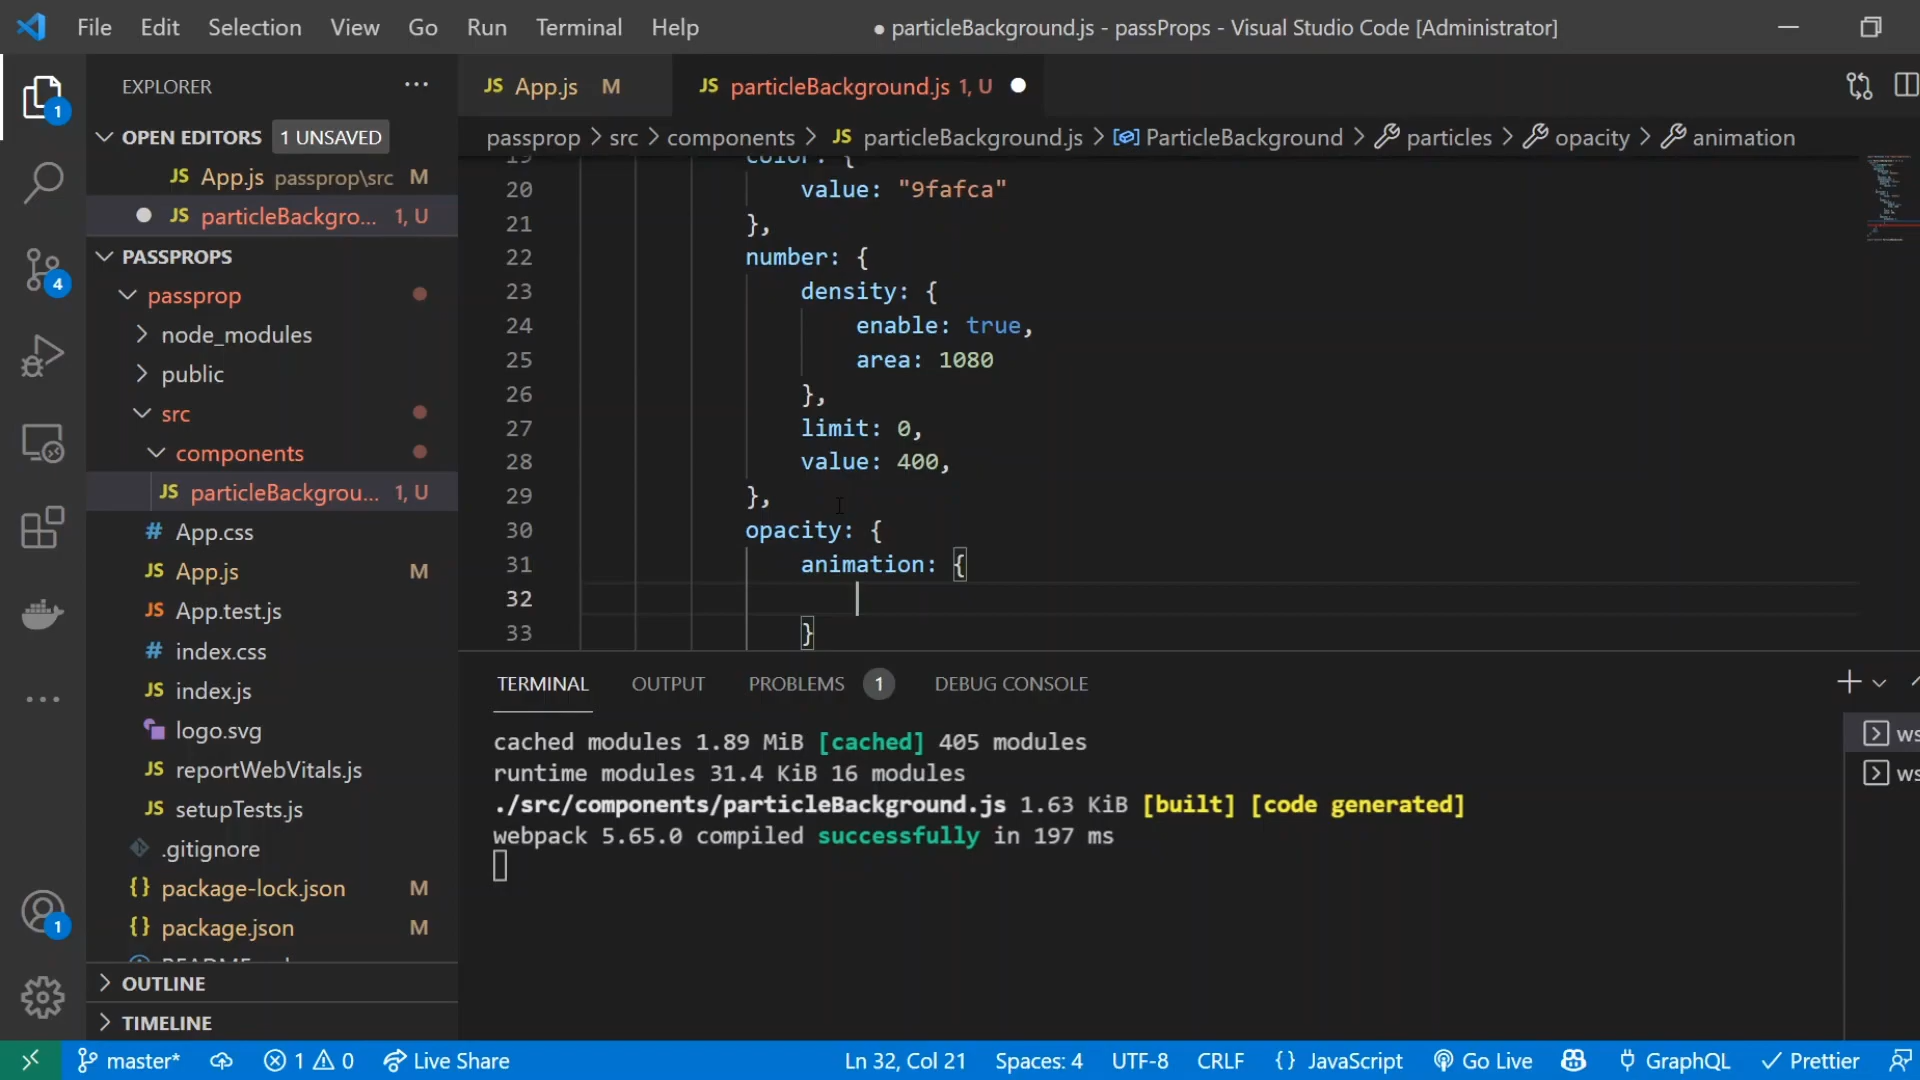 File Edit Selection View Go Run Terminal Help
● particleBackground.js - passProps - Visual Studio Code [Administrator]
EXPLORER
JS App.js M
JS particleBackground.js 1, U
OPEN EDITORS 1 UNSAVED
JS App.js passprop\src M
JS particleBackgro... 1, U
PASSPROPS
passprop
node_modules
public
src
components
JS particleBackgrou... 1, U
# App.css
JS App.js M
JS App.test.js
# index.css
JS index.js
logo.svg
JS reportWebVitals.js
JS setupTests.js
.gitignore
{} package-lock.json M
{} package.json M
OUTLINE
TIMELINE
1
4
1
passprop > src > components > JS particleBackground.js > ParticleBackground > particles > opacity > animation
19 color: {
20 value: "9fafca"
21 },
22 number: {
23 density: {
24 enable: true,
25 area: 1080
26 },
27 limit: 0,
28 value: 400,
29 },
30 opacity: {
31 animation: {
32
33 }
TERMINAL OUTPUT PROBLEMS 1 DEBUG CONSOLE
cached modules 1.89 MiB [cached] 405 modules
runtime modules 31.4 KiB 16 modules
./src/components/particleBackground.js 1.63 KiB [built] [code generated]
webpack 5.65.0 compiled successfully in 197 ms
ws
ws
master* 1 0 Live Share Ln 32, Col 21 Spaces: 4 UTF-8 CRLF {} JavaScript Go Live GraphQL Prettier